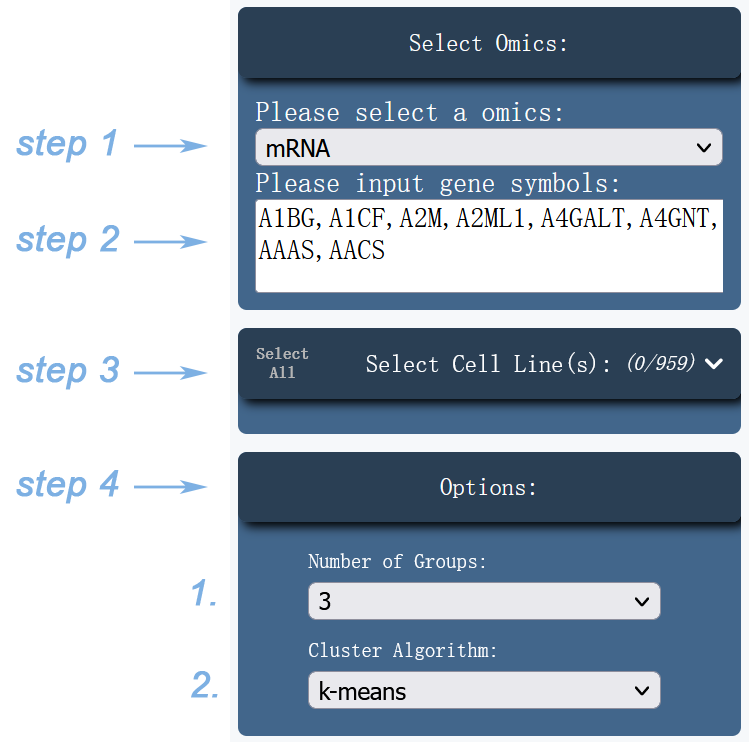 Select Omics:
Please select a omics:
step 1
mRNA
Please input gene symbols:
step 2
A1BG, A1CF, A2M, A2ML1, A4GALT, A4GNT,
AAAS, AACS
step 3
Select
All
Select Cell Line(s): (0/959)
step 4
Options:
Number of Groups:
1.
3
Cluster Algorithm:
2.
k-means